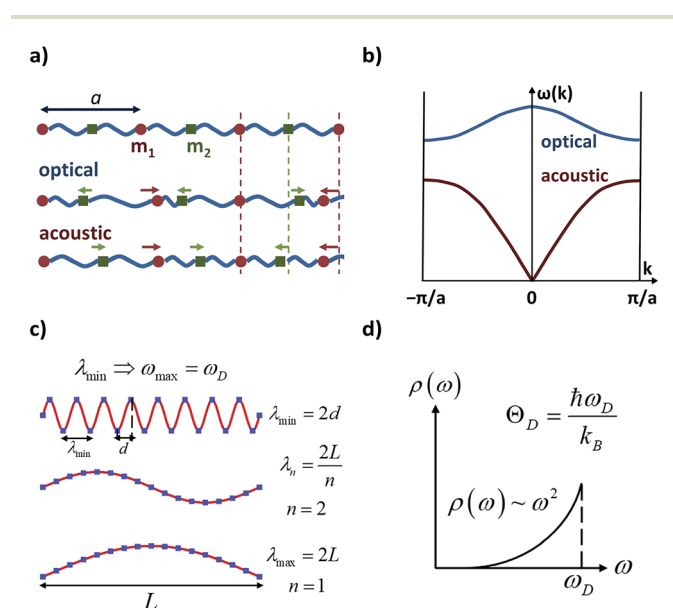 a)
a
m₁ m₂
optical
acoustic
b)
ω(k)
optical
acoustic
k
−π/a 0 π/a
c)
λmin ⇒ ωmax = ωD
λmin = 2d
λmin d
λn = 2L/n
n = 2
λmax = 2L
n = 1
L
d)
ρ(ω)
ΘD = ħωD/kB
ρ(ω) ~ ω²
ωD ω